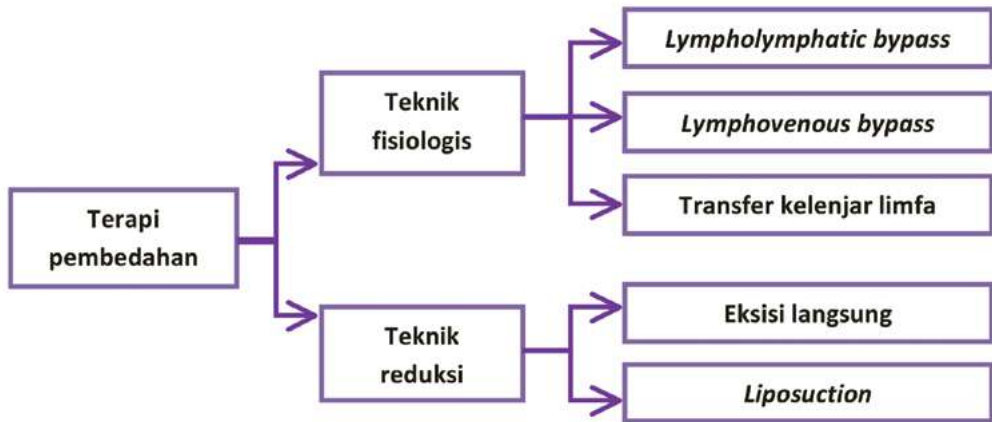 Terapi
pembedahan
Teknik
fisiologis
Lympholymphatic bypass
Lymphovenous bypass
Transfer kelenjar limfa
Teknik
reduksi
Eksisi langsung
Liposuction